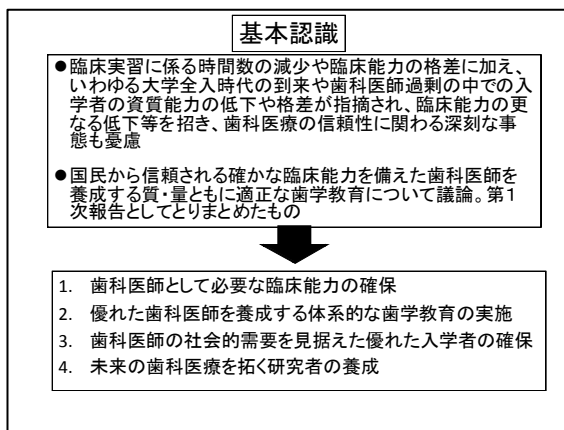 基本認識
●臨床実習に係る時間数の減少や臨床能力の格差に加え、
いわゆる大学全入時代の到来や歯科医師過剰の中での入
学者の資質能力の低下や格差が指摘され、臨床能力の更
なる低下等を招き、歯科医療の信頼性に関わる深刻な事
態も憂慮
●国民から信頼される確かな臨床能力を備えた歯科医師を
養成する質・量ともに適正な歯学教育について議論。第1
次報告としてとりまとめたもの
1. 歯科医師として必要な臨床能力の確保
2. 優れた歯科医師を養成する体系的な歯学教育の実施
3. 歯科医師の社会的需要を見据えた優れた入学者の確保
4. 未来の歯科医療を拓く研究者の養成